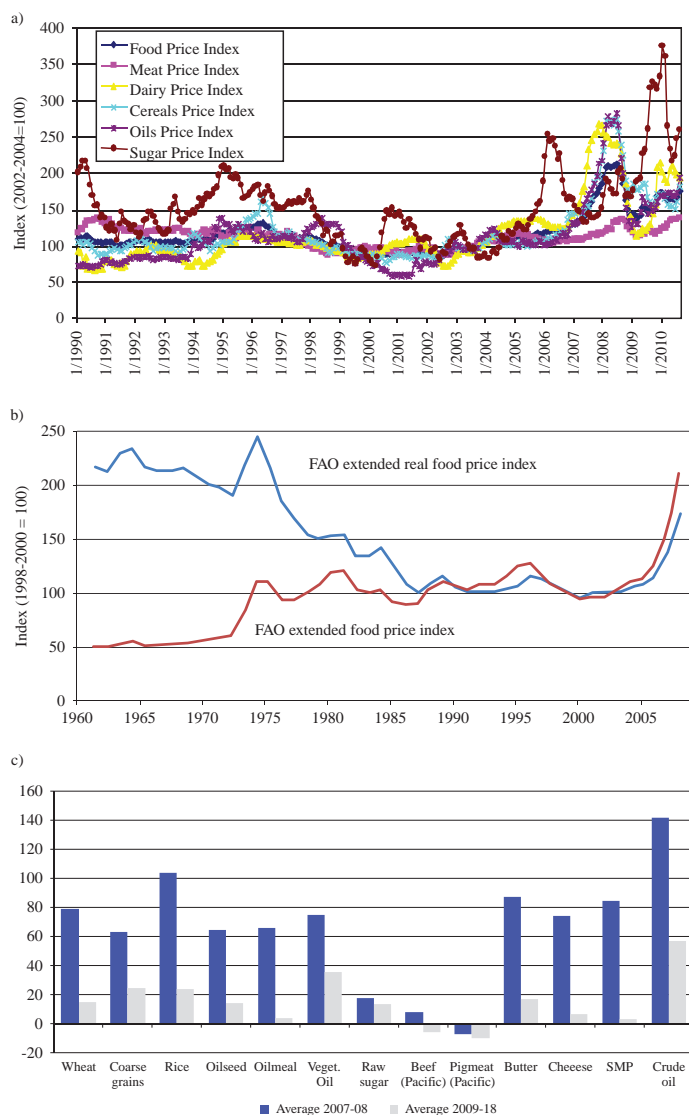 a)
400
350
300
250
200
150
100
50
0
Index (2002-2004=100)
Food Price Index
Meat Price Index
Dairy Price Index
Cereals Price Index
Oils Price Index
Sugar Price Index
1/1990
1/1991
1/1992
1/1993
1/1994
1/1995
1/1996
1/1997
1/1998
1/1999
1/2000
1/2001
1/2002
1/2003
1/2004
1/2005
1/2006
1/2007
1/2008
1/2009
1/2010
b)
250
200
150
100
50
0
Index (1998-2000 = 100)
FAO extended real food price index
FAO extended food price index
1960 1965 1970 1975 1980 1985 1990 1995 2000 2005
c)
160
140
120
100
80
60
40
20
0
-20
Wheat Coarse Rice Oilseed Oilmeal Veget. Raw Beef Pigmeat Butter Cheeese SMP Crude
grains Oil sugar (Pacific) (Pacific) oil
Average 2007-08 Average 2009-18